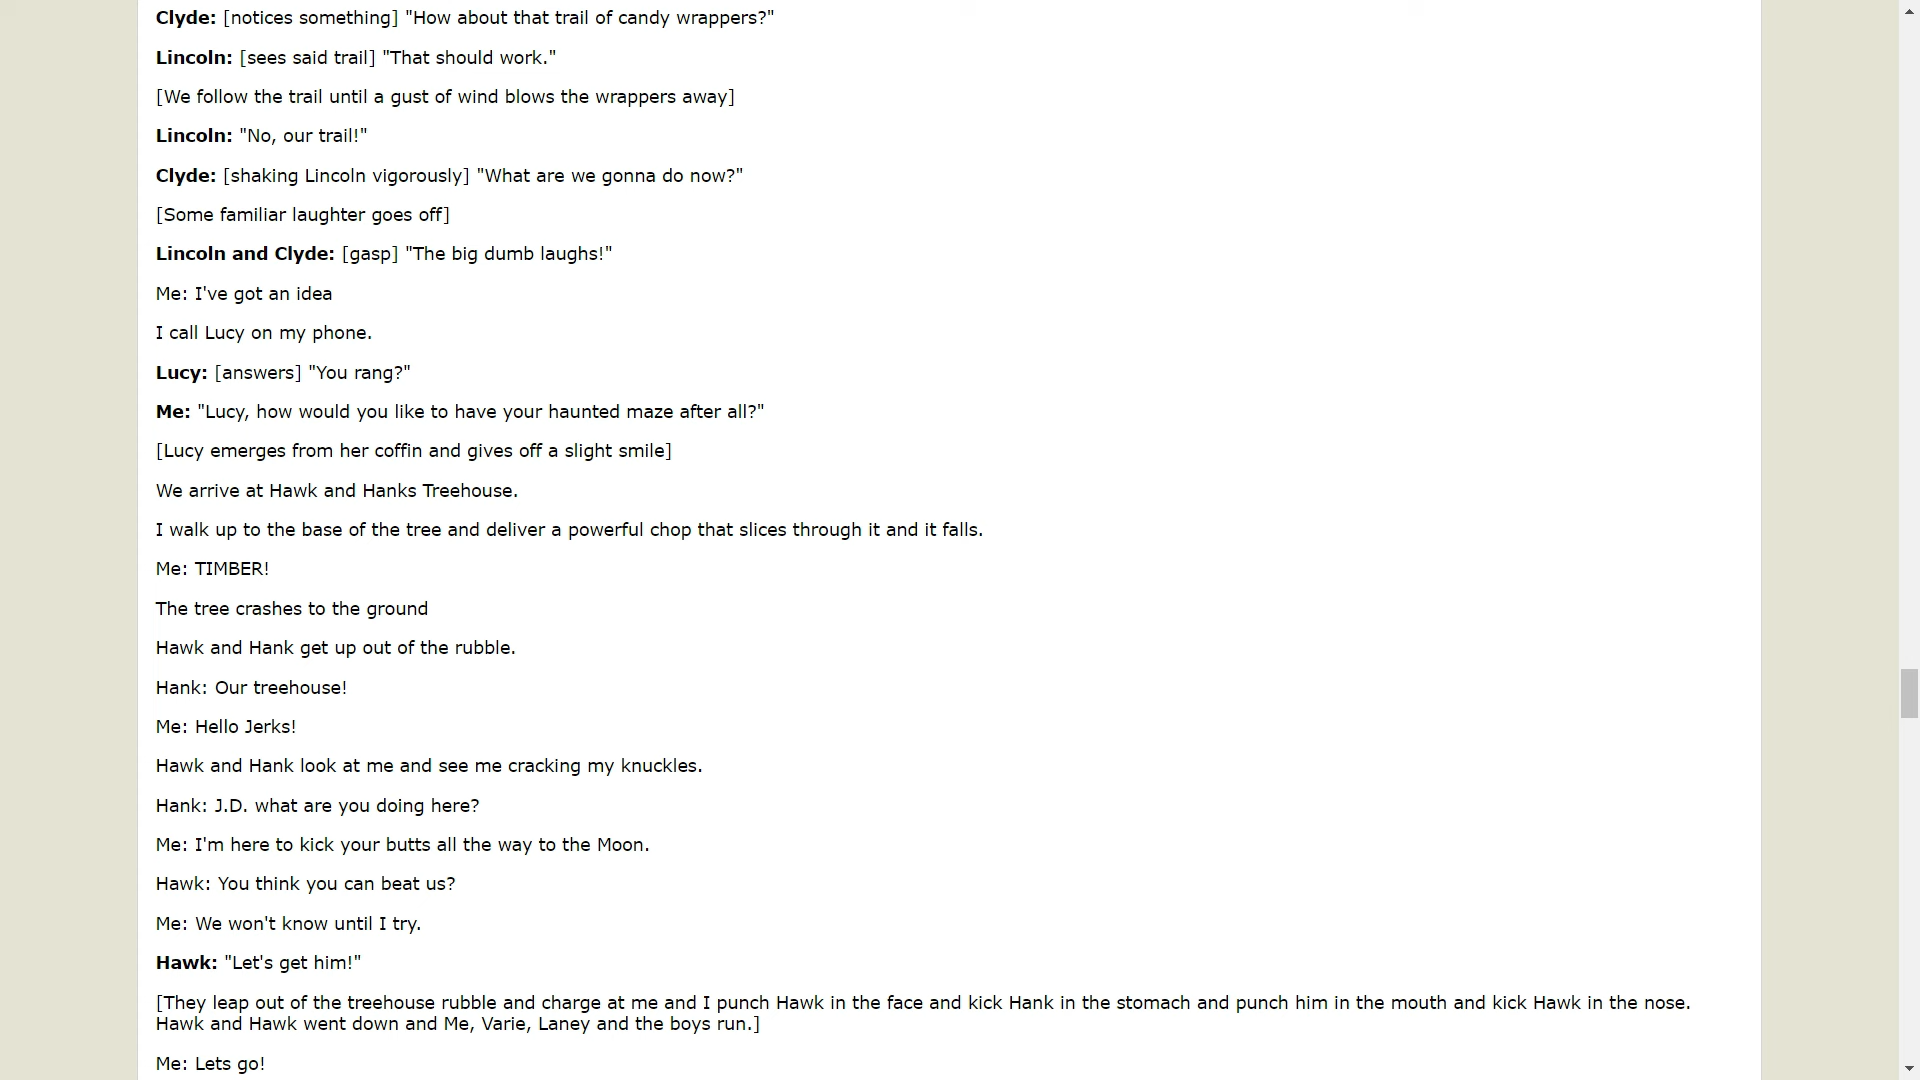 Clyde: [notices something] "How about that trail of candy wrappers?"
Lincoln: [sees said trail] "That should work."
[We follow the trail until a gust of wind blows the wrappers away]
Lincoln: "No, our trail!"
Clyde: [shaking Lincoln vigorously] "What are we gonna do now?"
[Some familiar laughter goes off]
Lincoln and Clyde: [gasp] "The big dumb laughs!"
Me: I've got an idea
I call Lucy on my phone.
Lucy: [answers] "You rang?"
Me: "Lucy, how would you like to have your haunted maze after all?"
[Lucy emerges from her coffin and gives off a slight smile]
We arrive at Hawk and Hanks Treehouse.
I walk up to the base of the tree and deliver a powerful chop that slices through it and it falls.
Me: TIMBER!
The tree crashes to the ground
Hawk and Hank get up out of the rubble.
Hank: Our treehouse!
Me: Hello Jerks!
Hawk and Hank look at me and see me cracking my knuckles.
Hank: J.D. what are you doing here?
Me: I'm here to kick your butts all the way to the Moon.
Hawk: You think you can beat us?
Me: We won't know until I try.
Hawk: "Let's get him!"
[They leap out of the treehouse rubble and charge at me and I punch Hawk in the face and kick Hank in the stomach and punch him in the mouth and kick Hawk in the nose.
Hawk and Hawk went down and Me, Varie, Laney and the boys run.]
Me: Lets go!